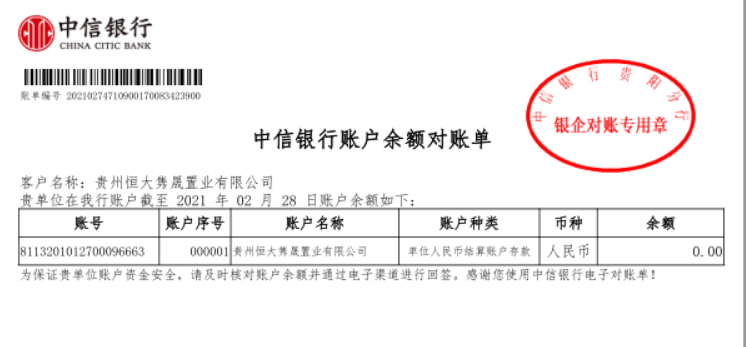 中信银行
CHINA CITIC BANK
账单编号 20210274710900170083423900
中信银行贵阳分行
银企对账专用章
中信银行账户余额对账单
客户名称: 贵州恒大隽晟置业有限公司
贵单位在我行账户截至 2021 年 02 月 28 日账户余额如下:
账号 账户序号 账户名称 账户种类 币种 余额
8113201012700096663 000001 贵州恒大隽晟置业有限公司 单位人民币结算账户存款 人民币 0.00
为保证贵单位账户资金安全, 请及时核对账户余额并通过电子渠道进行回签。感谢您使用中信银行电子对账单!